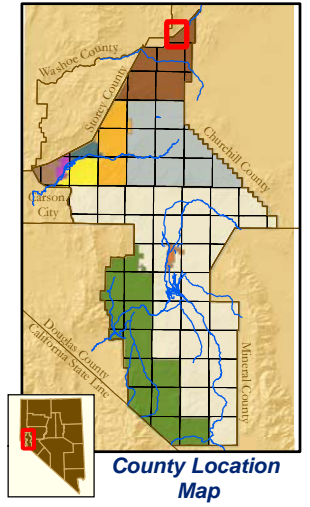 Washoe County
Storey County
Churchill County
Carson
City
Douglas County
California State Line
Mineral County
County Location
Map